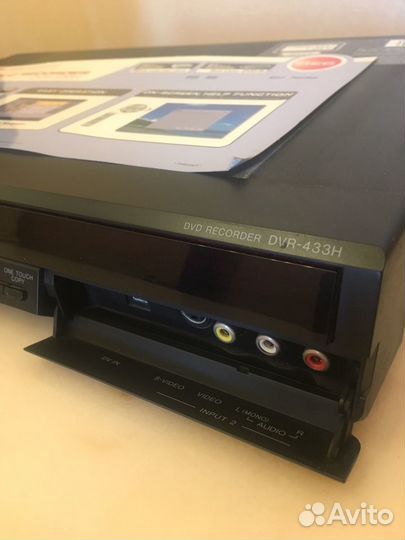 EASY OPERATION
ON-SCREEN HELP FUNCTION
DVD RECORDER DVR-433H
ONE TOUCH
COPY
DV IN
S-VIDEO
VIDEO
L (MONO)
R
AUDIO
INPUT 2
Avito